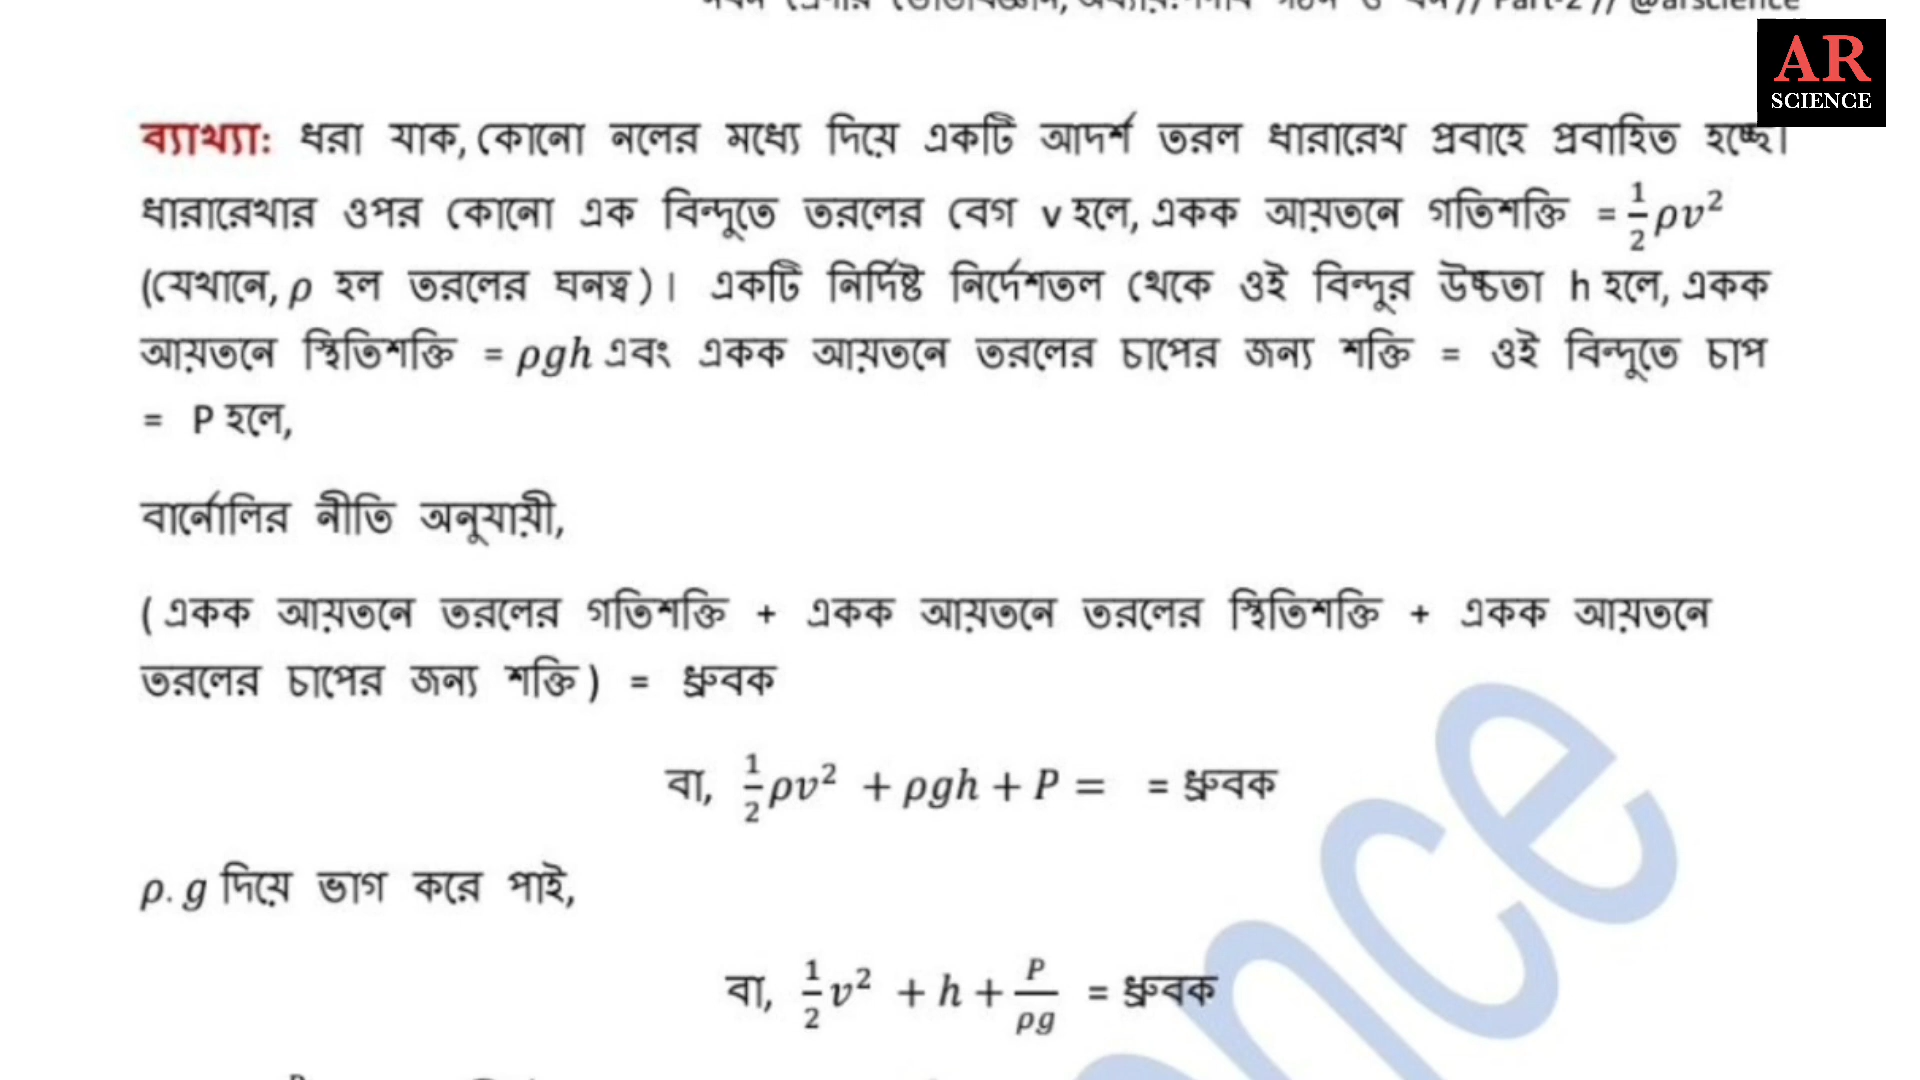 Part-2 // @arscience
AR
SCIENCE
ব্যাখ্যা: ধরা যাক, কোনো নলের মধ্যে দিয়ে একটি আদর্শ তরল ধারারেখ প্রবাহে প্রবাহিত হচ্ছে।
ধারারেখার ওপর কোনো এক বিন্দুতে তরলের বেগ v হলে, একক আয়তনে গতিশক্তি = 1/2 ρv²
(যেখানে, ρ হল তরলের ঘনত্ব)। একটি নির্দিষ্ট নির্দেশতল থেকে ওই বিন্দুর উচ্চতা h হলে, একক
আয়তনে স্থিতিশক্তি = ρgh এবং একক আয়তনে তরলের চাপের জন্য শক্তি = ওই বিন্দুতে চাপ
= P হলে,
বার্নোলির নীতি অনুযায়ী,
( একক আয়তনে তরলের গতিশক্তি + একক আয়তনে তরলের স্থিতিশক্তি + একক আয়তনে
তরলের চাপের জন্য শক্তি ) = ধ্রুবক
বা, 1/2 ρv² + ρgh + P = = ধ্রুবক
ρ. g দিয়ে ভাগ করে পাই,
বা, 1/2 v² + h + P/ρg = ধ্রুবক